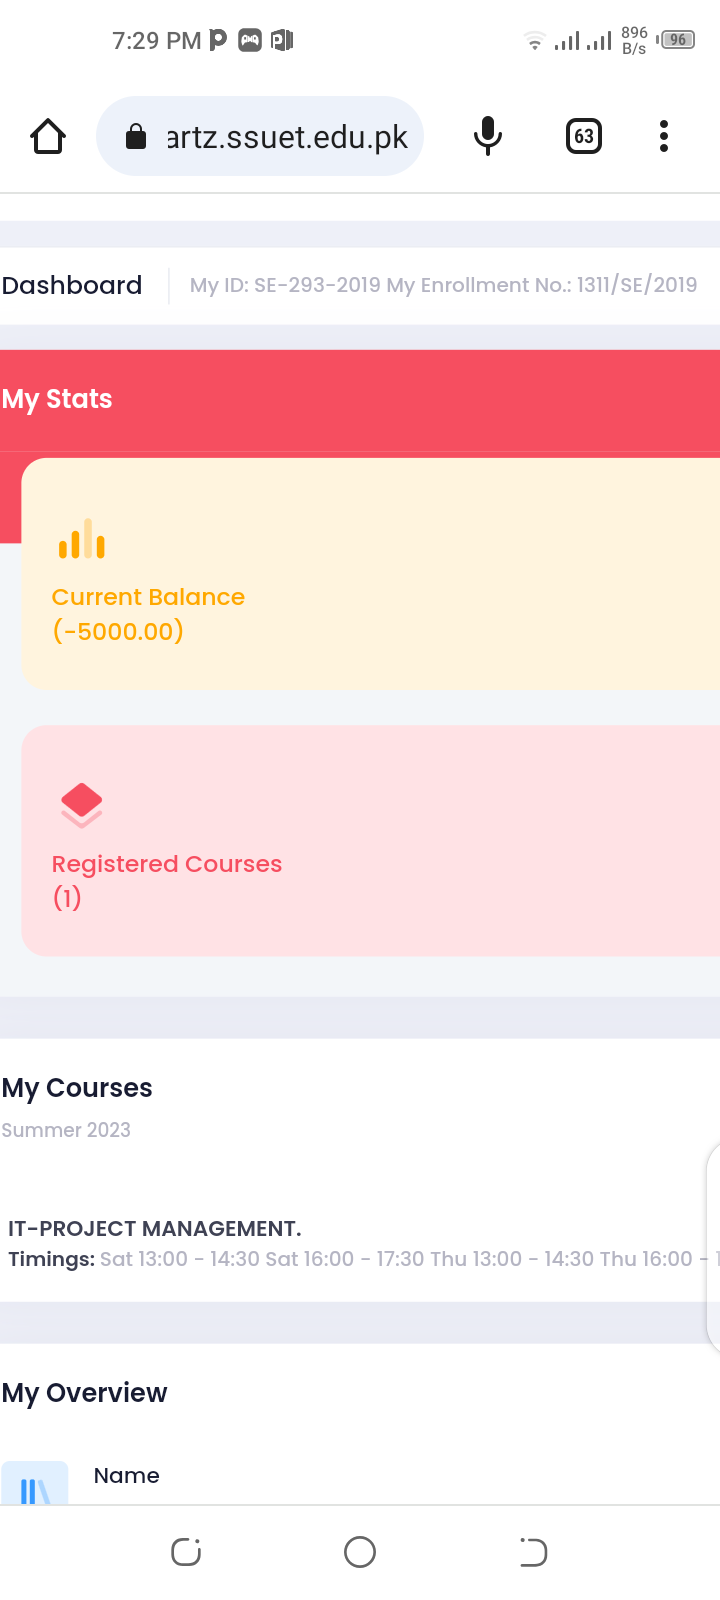 7:29 PM
896
B/s
96
artz.ssuet.edu.pk
63
Dashboard
My ID: SE-293-2019 My Enrollment No.: 1311/SE/2019
My Stats
Current Balance
(-5000.00)
Registered Courses
(1)
My Courses
Summer 2023
IT-PROJECT MANAGEMENT.
Timings: Sat 13:00 - 14:30 Sat 16:00 - 17:30 Thu 13:00 - 14:30 Thu 16:00 -
My Overview
Name